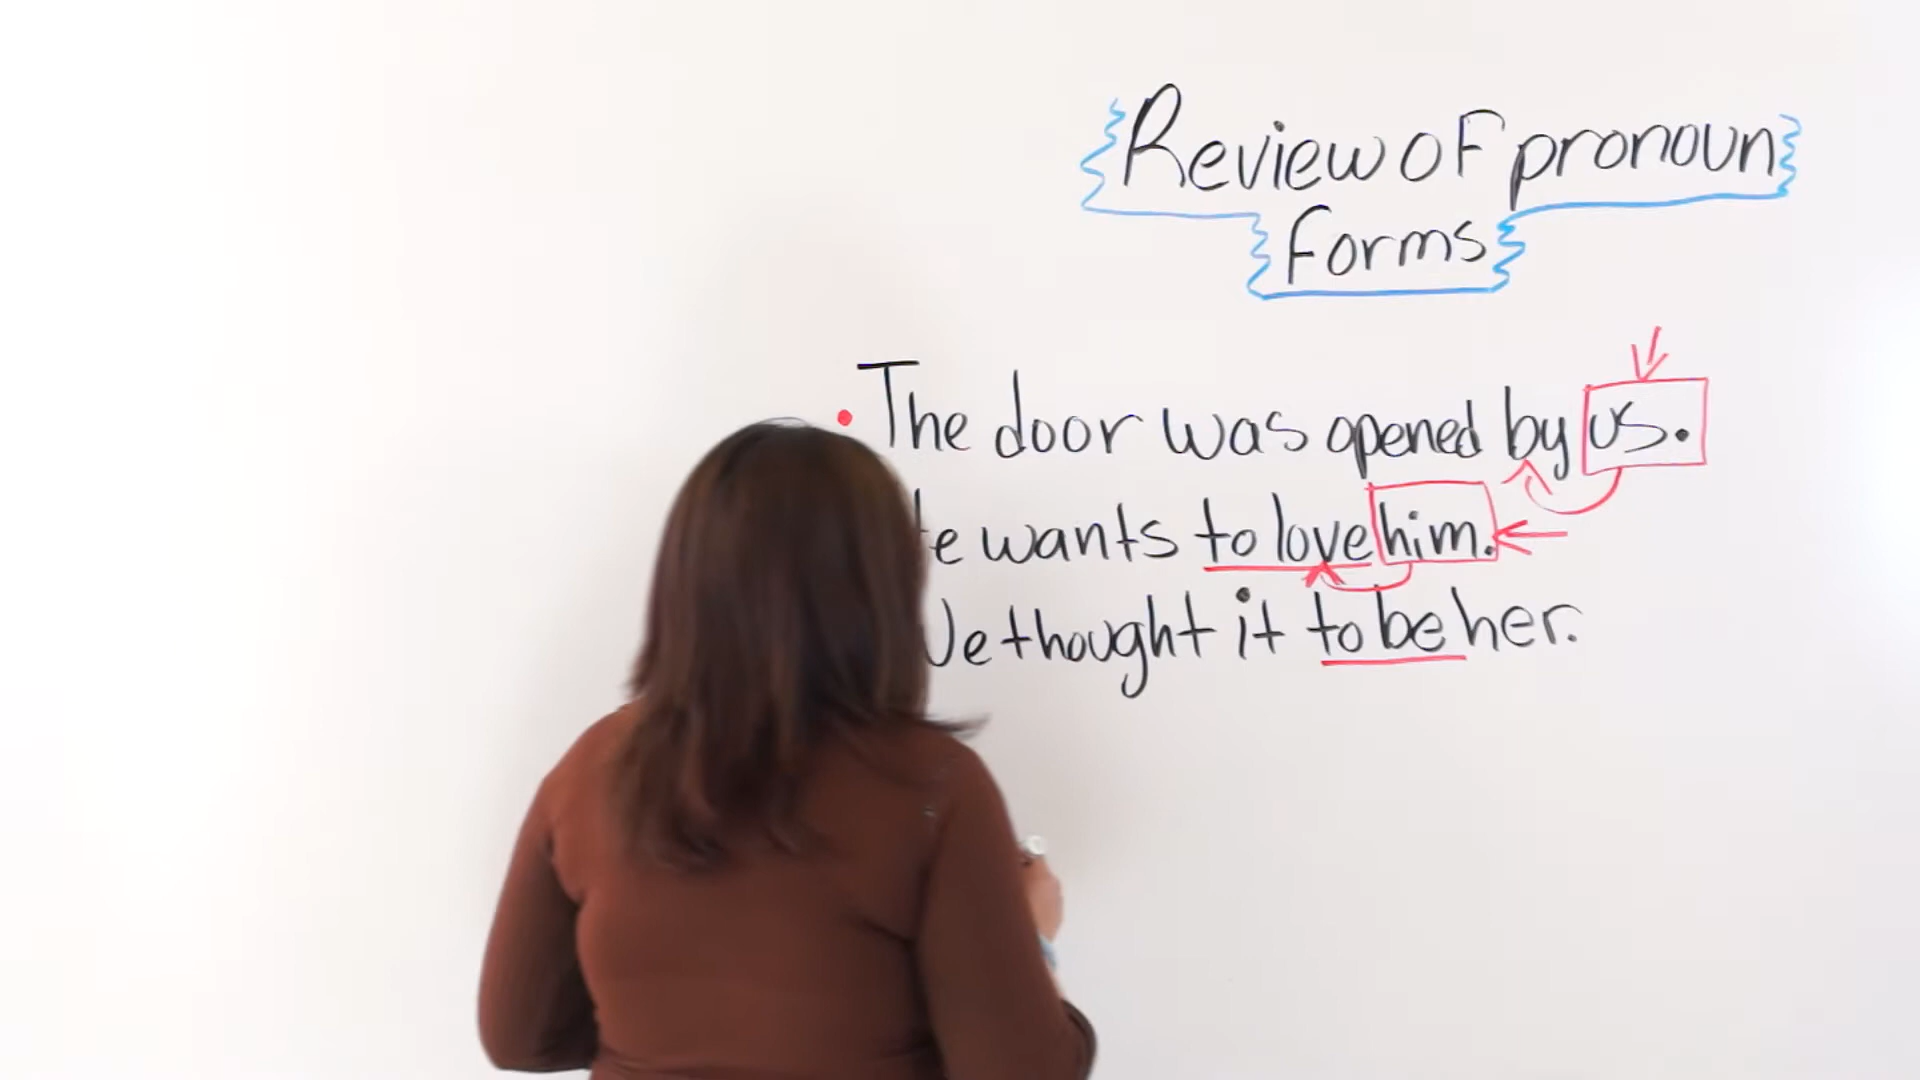 Review of pronoun
forms
• The door was opened by us.
wants to love him.
thought it to be her.